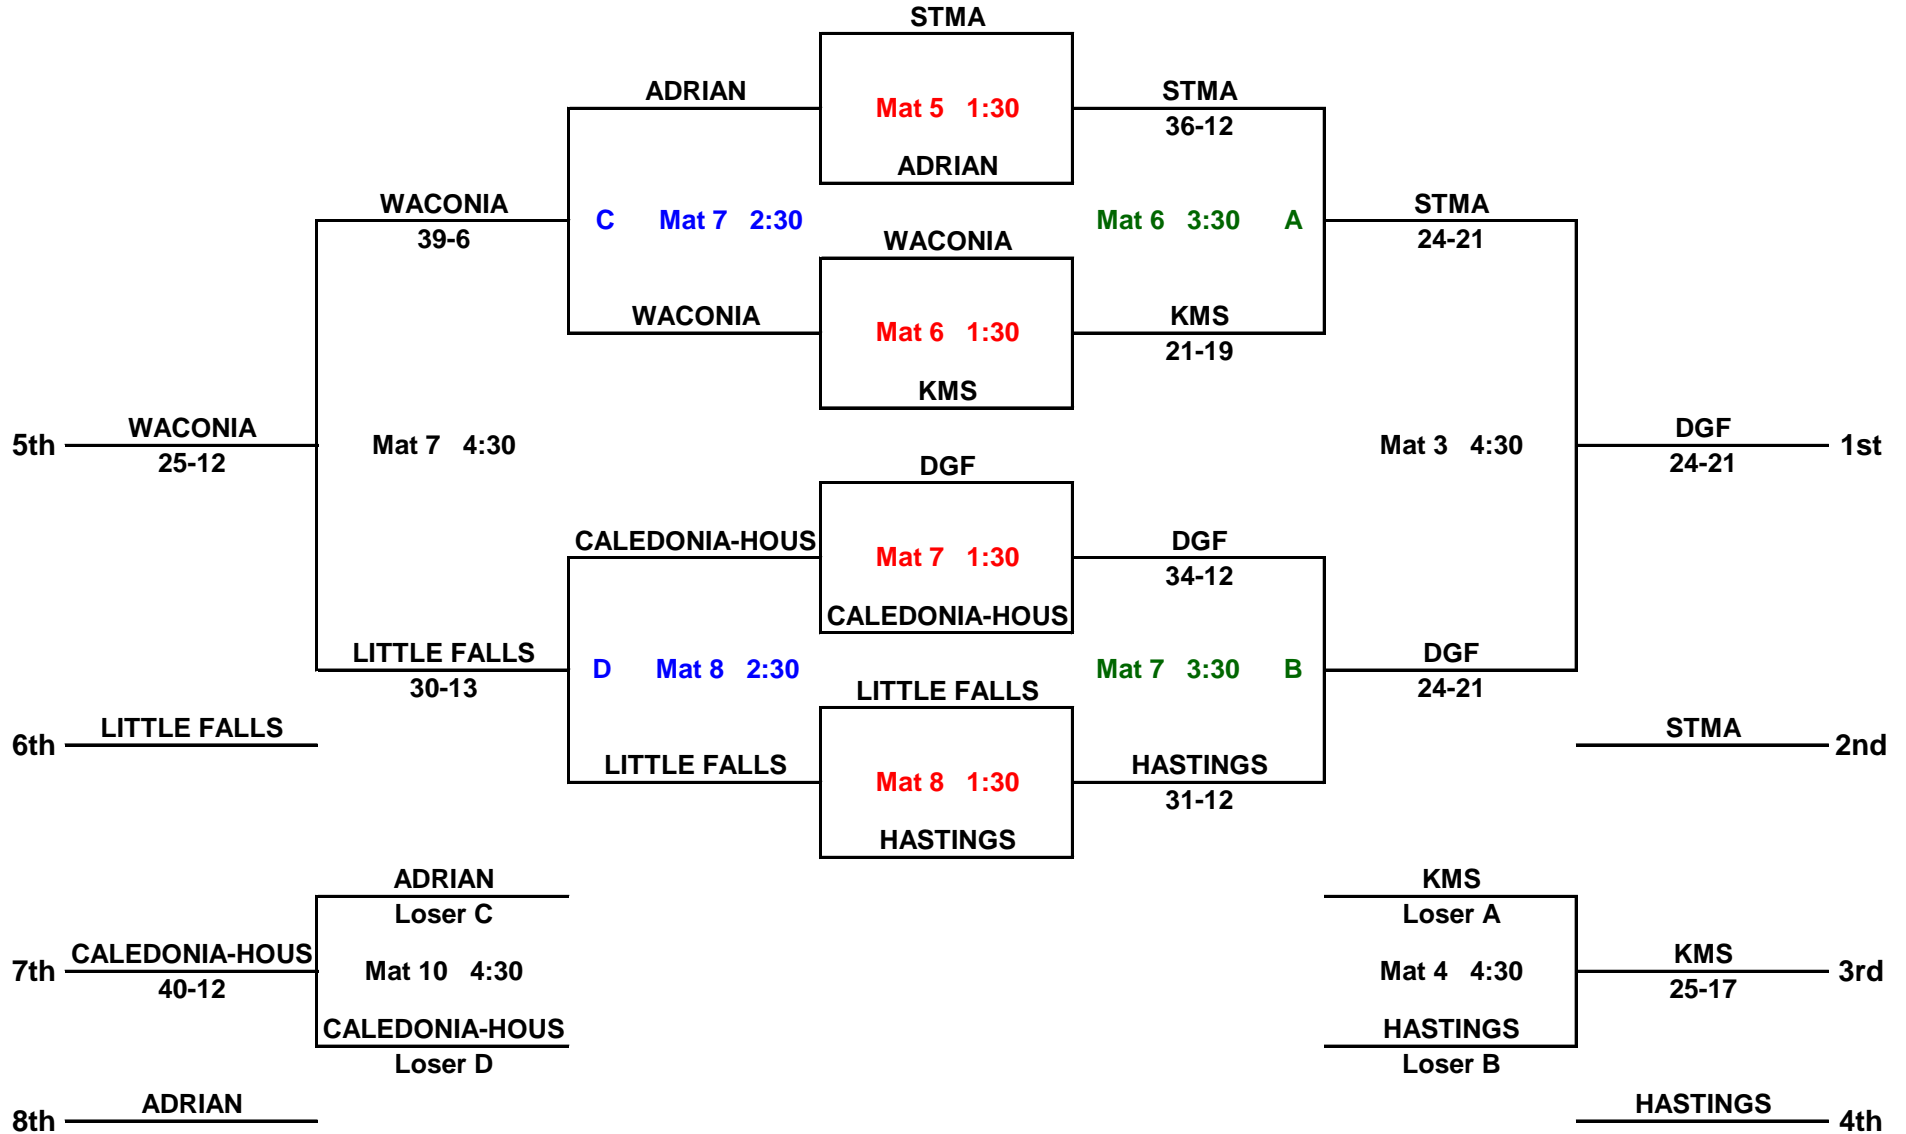 STMA
ADRIAN
Mat 5 1:30
STMA
36-12
ADRIAN
WACONIA
39-6
C Mat 7 2:30
Mat 6 3:30 A
STMA
24-21
WACONIA
WACONIA
Mat 6 1:30
KMS
21-19
KMS
5th
WACONIA
25-12
Mat 7 4:30
Mat 3 4:30
DGF
24-21
1st
DGF
CALEDONIA-HOUS
Mat 7 1:30
DGF
34-12
CALEDONIA-HOUS
LITTLE FALLS
30-13
D Mat 8 2:30
Mat 7 3:30 B
DGF
24-21
LITTLE FALLS
6th
LITTLE FALLS
STMA
2nd
LITTLE FALLS
Mat 8 1:30
HASTINGS
31-12
HASTINGS
ADRIAN
Loser C
KMS
Loser A
7th
CALEDONIA-HOUS
40-12
Mat 10 4:30
Mat 4 4:30
KMS
25-17
3rd
CALEDONIA-HOUS
Loser D
HASTINGS
Loser B
8th
ADRIAN
HASTINGS
4th